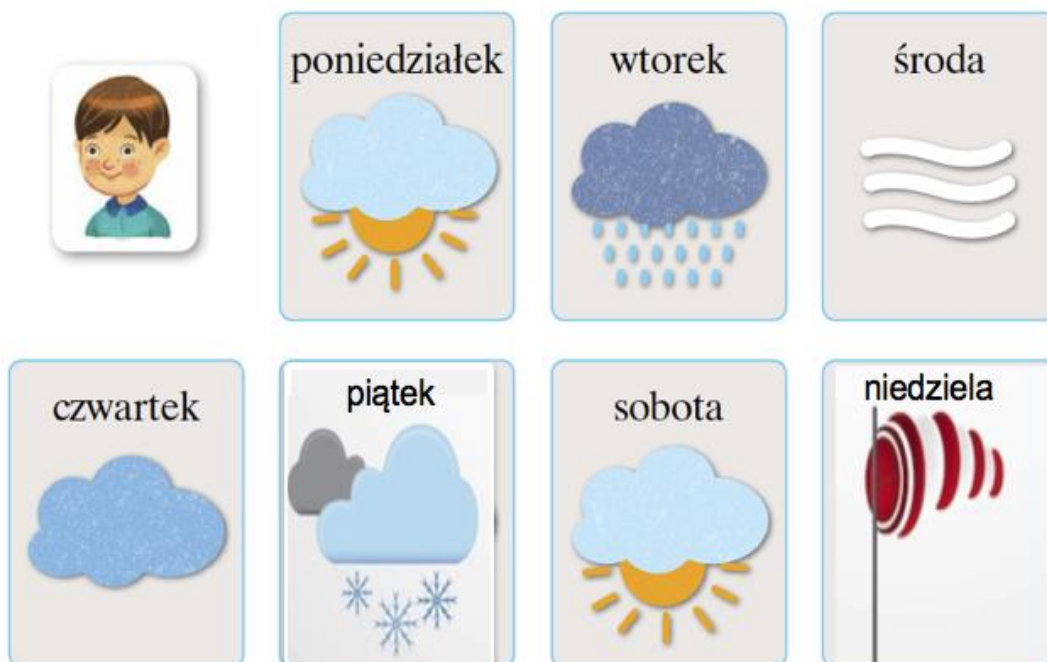 poniedziałek
wtorek
środa
czwartek
piątek
sobota
niedziela